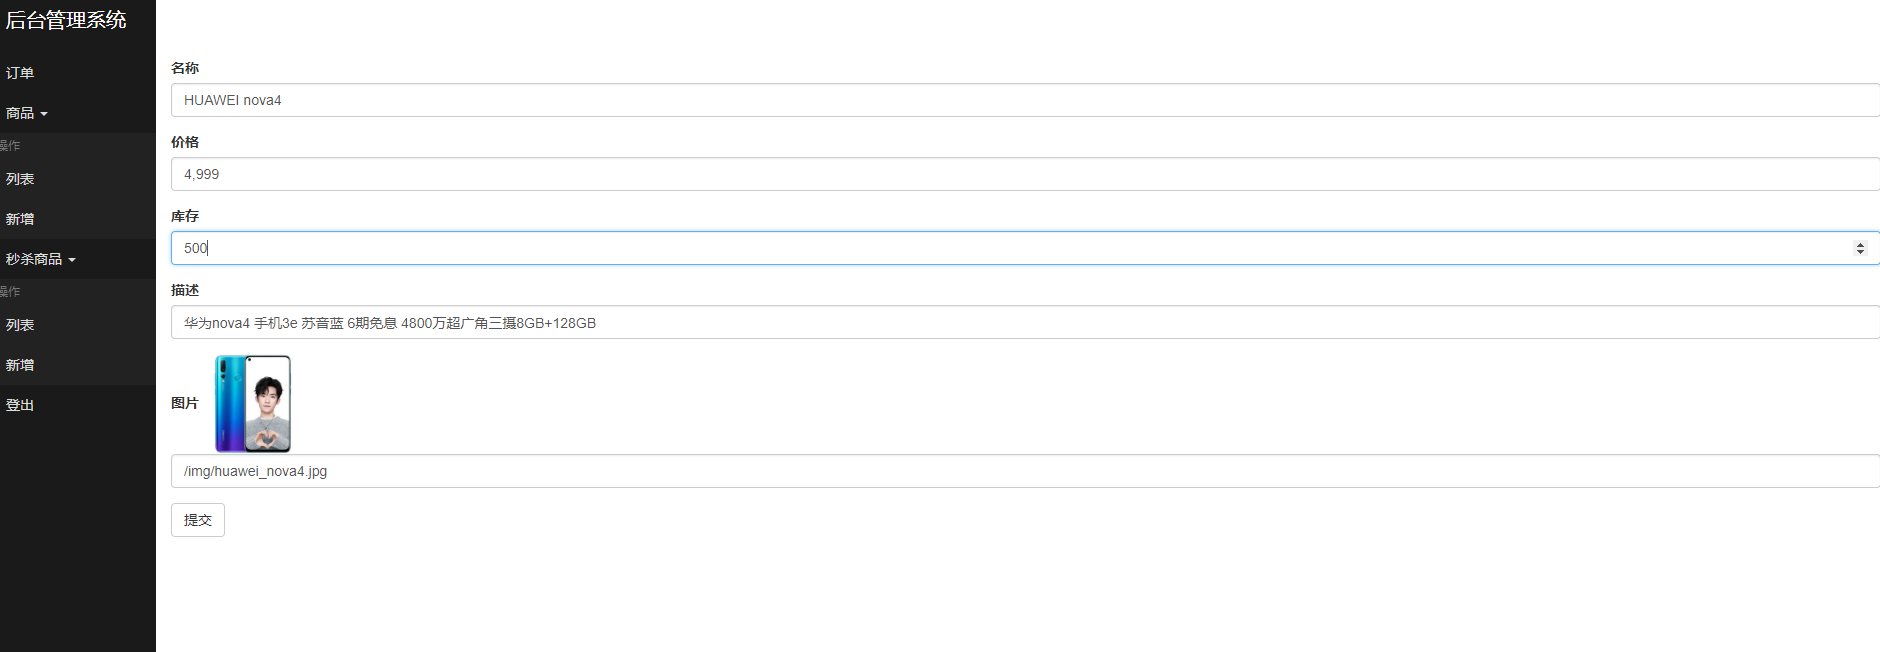 后台管理系统
订单
商品
操作
列表
新增
秒杀商品
操作
列表
新增
登出
名称
HUAWEI nova4
价格
4,999
库存
500
描述
华为nova4 手机3e 苏音蓝 6期免息 4800万超广角三摄8GB+128GB
图片
/img/huawei_nova4.jpg
提交